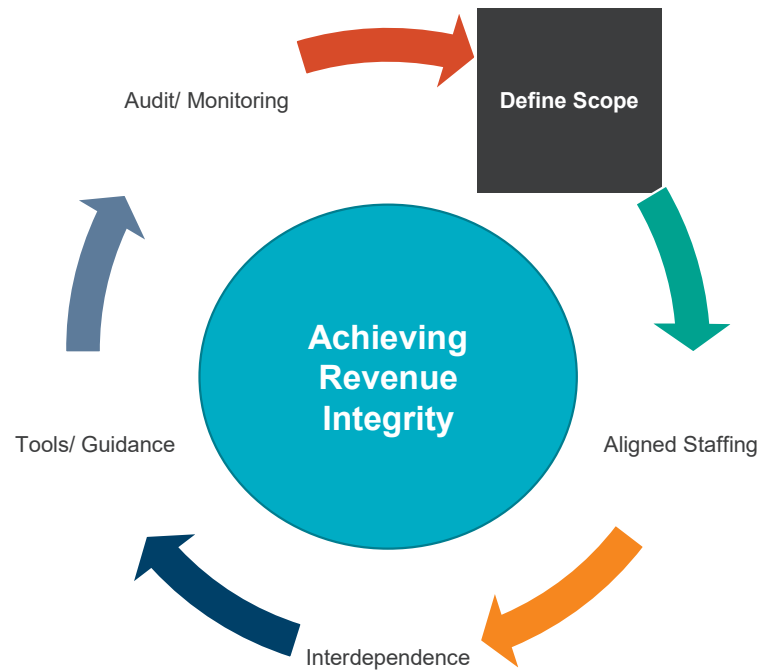 Audit/ Monitoring
Define Scope
Achieving
Revenue
Integrity
Tools/ Guidance
Aligned Staffing
Interdependence